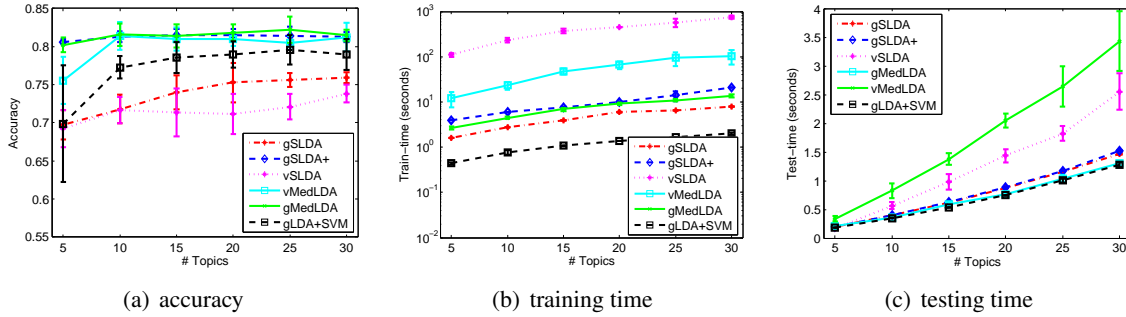 0.85
0.8
0.75
0.7
0.65
0.6
0.55
Accuracy
5 10 15 20 25 30
# Topics
gSLDA
gSLDA+
vSLDA
vMedLDA
gMedLDA
gLDA+SVM
(a) accuracy
10^3
10^2
10^1
10^0
10^−1
10^−2
Train−time (seconds)
5 10 15 20 25 30
# Topics
gSLDA
gSLDA+
vSLDA
vMedLDA
gMedLDA
gLDA+SVM
(b) training time
4
3.5
3
2.5
2
1.5
1
0.5
0
Test−time (seconds)
5 10 15 20 25 30
# Topics
gSLDA
gSLDA+
vSLDA
gMedLDA
vMedLDA
gLDA+SVM
(c) testing time